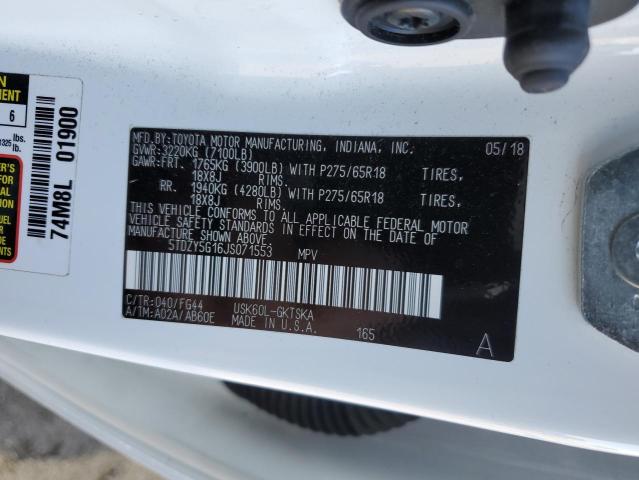 MFD.BY:TOYOTA MOTOR MANUFACTURING, INDIANA, INC. 05/18
GVWR:3220KG (7100LB)
GAWR:FRT. 1765KG (3900LB) WITH P275/65R18 TIRES,
18X8J RIMS.
RR. 1940KG (4280LB) WITH P275/65R18 TIRES,
18X8J RIMS.
THIS VEHICLE CONFORMS TO ALL APPLICABLE FEDERAL MOTOR
VEHICLE SAFETY STANDARDS IN EFFECT ON THE DATE OF
MANUFACTURE SHOWN ABOVE.
5TDZY5G16JS071553 MPV
C/TR:040/FG44 USK60L-GKTSKA
A/TM:A02A/AB60E MADE IN U.S.A. 165
A
74M8L 01900
6
lbs.